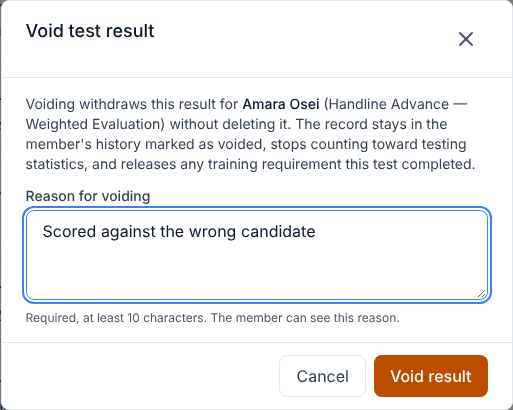 Void test result
Voiding withdraws this result for Amara Osei (Handline Advance —
Weighted Evaluation) without deleting it. The record stays in the
member's history marked as voided, stops counting toward testing
statistics, and releases any training requirement this test completed.
Reason for voiding
Scored against the wrong candidate
Required, at least 10 characters. The member can see this reason.
Cancel
Void result